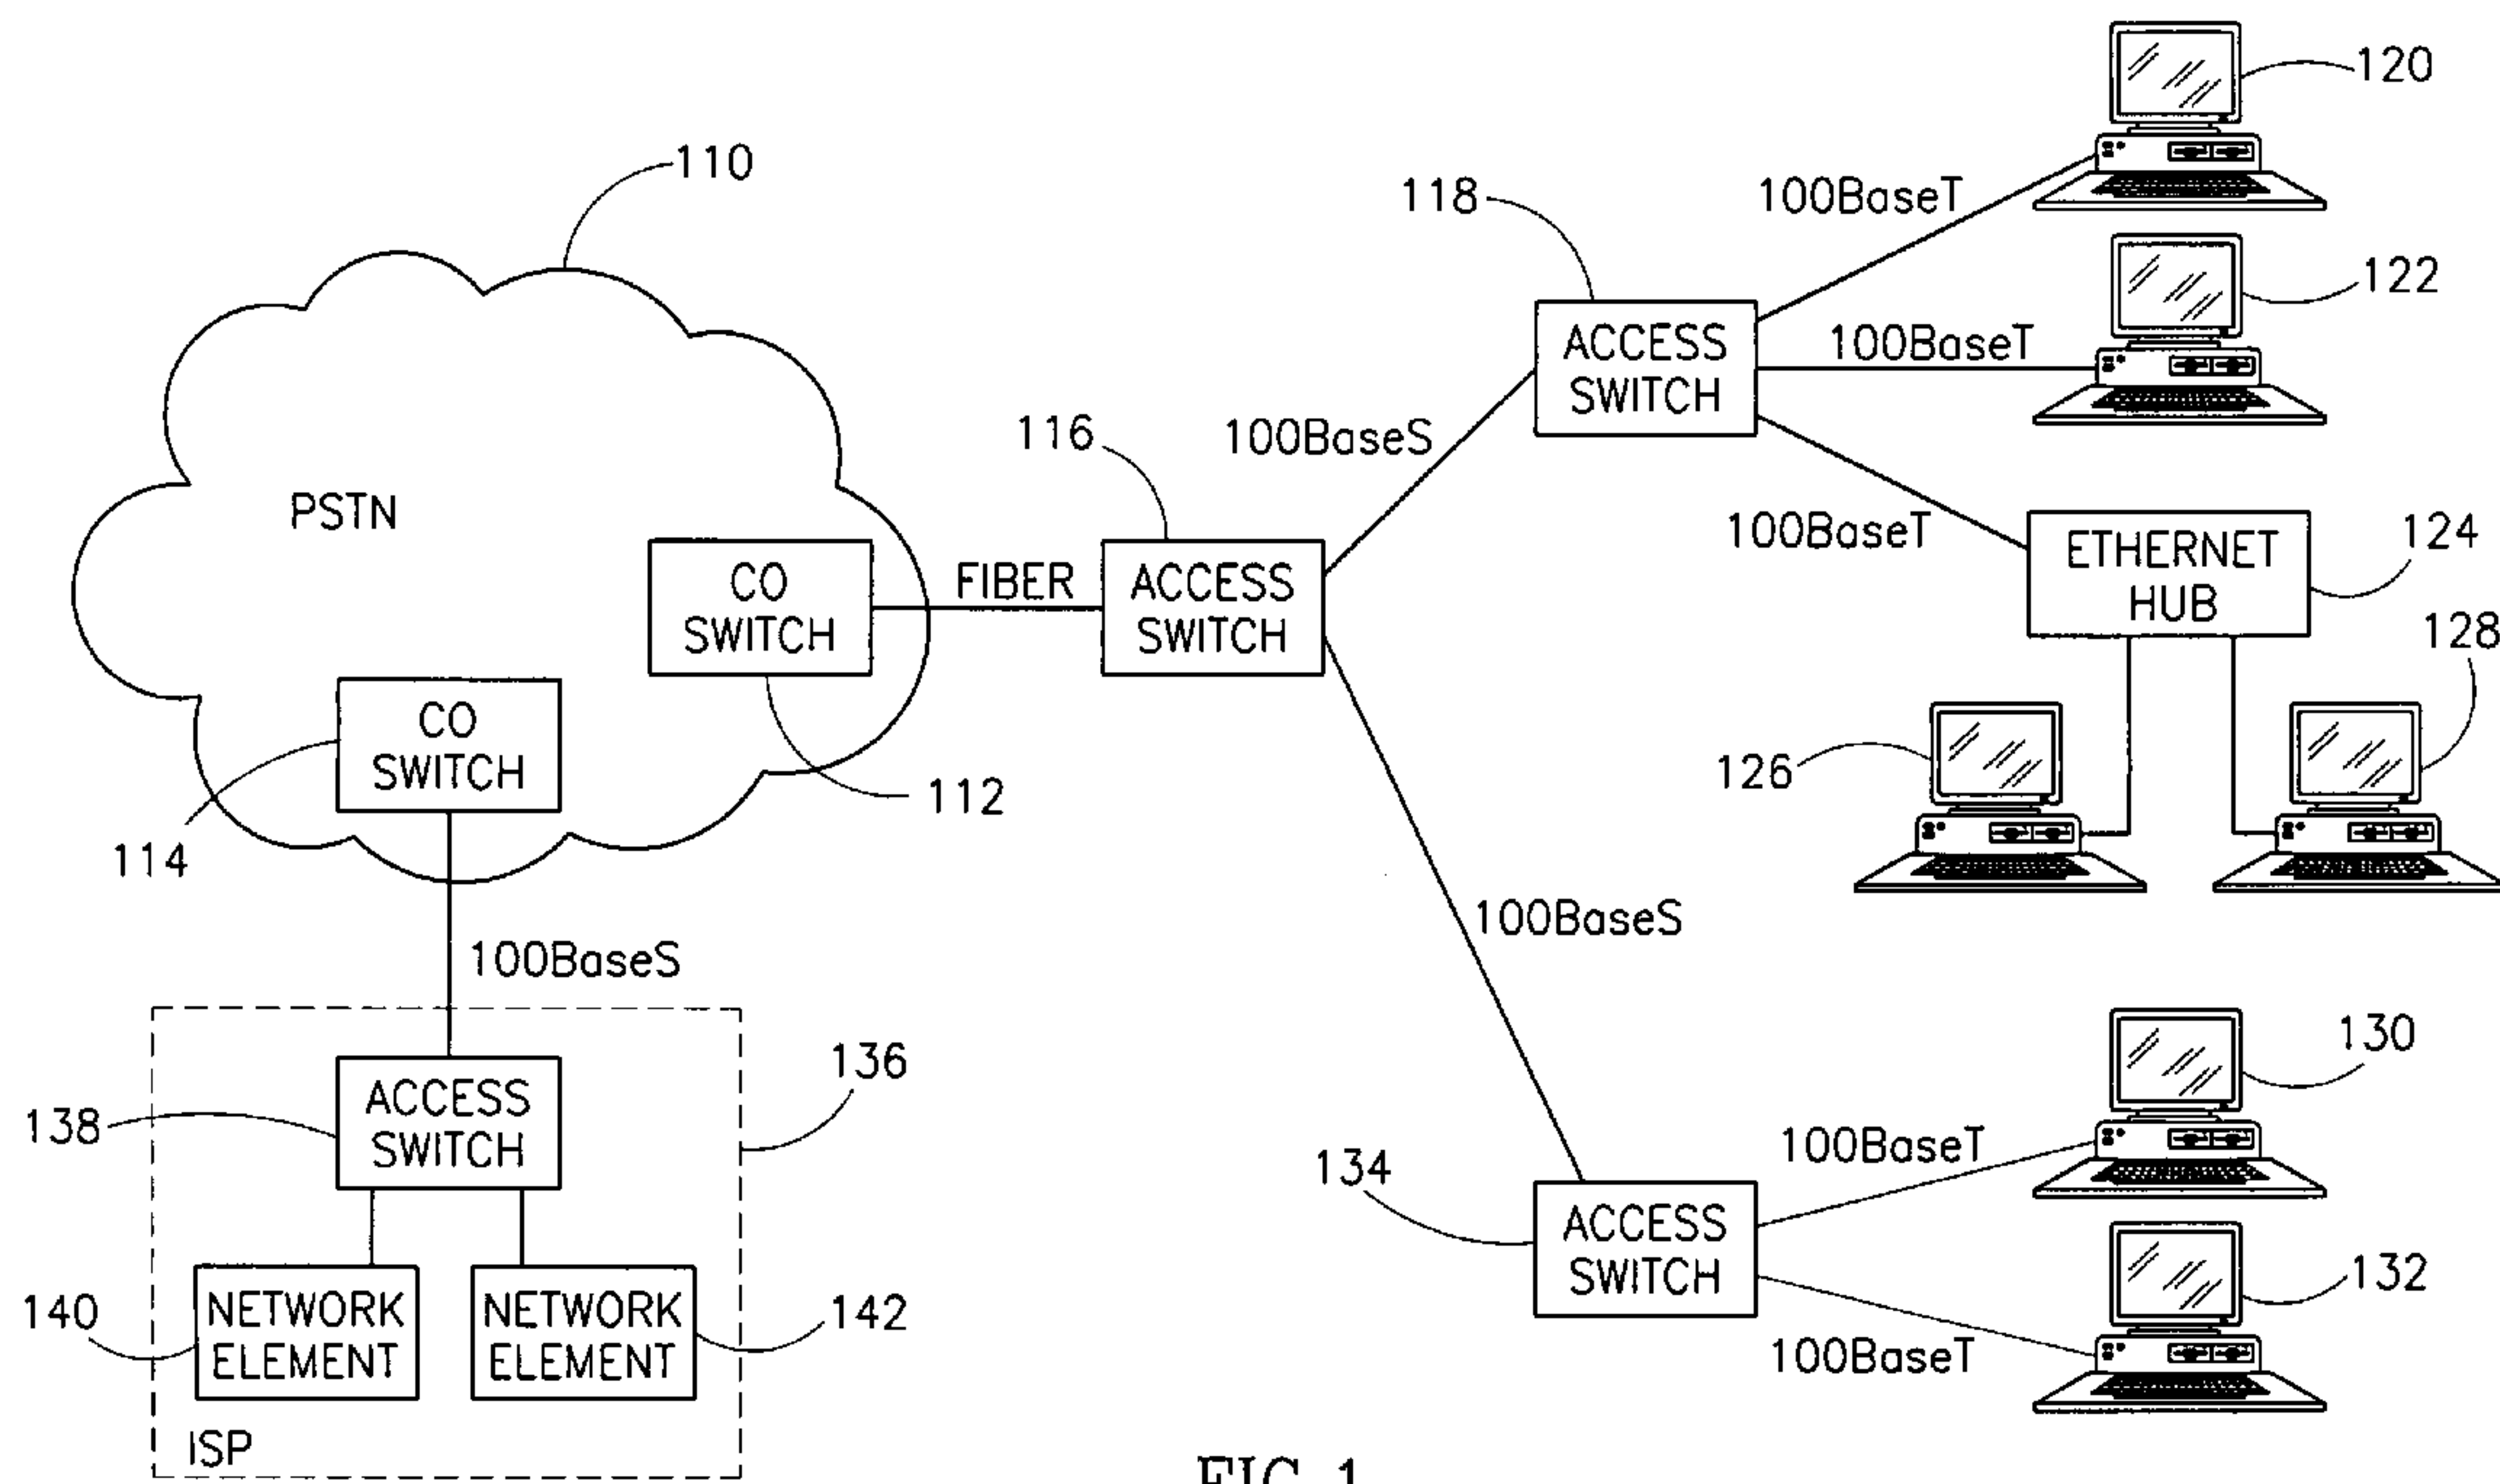 110
120
118
100BaseT
122
ACCESS
SWITCH
100BaseT
116
100BaseS
PSTN
100BaseT
ETHERNET
HUB
124
CO
SWITCH
FIBER
ACCESS
SWITCH
128
CO
SWITCH
126
112
114
100BaseS
100BaseS
136
130
ACCESS
SWITCH
138
100BaseT
134
ACCESS
SWITCH
132
140
NETWORK
ELEMENT
NETWORK
ELEMENT
142
100BaseT
ISP
FIG. 1